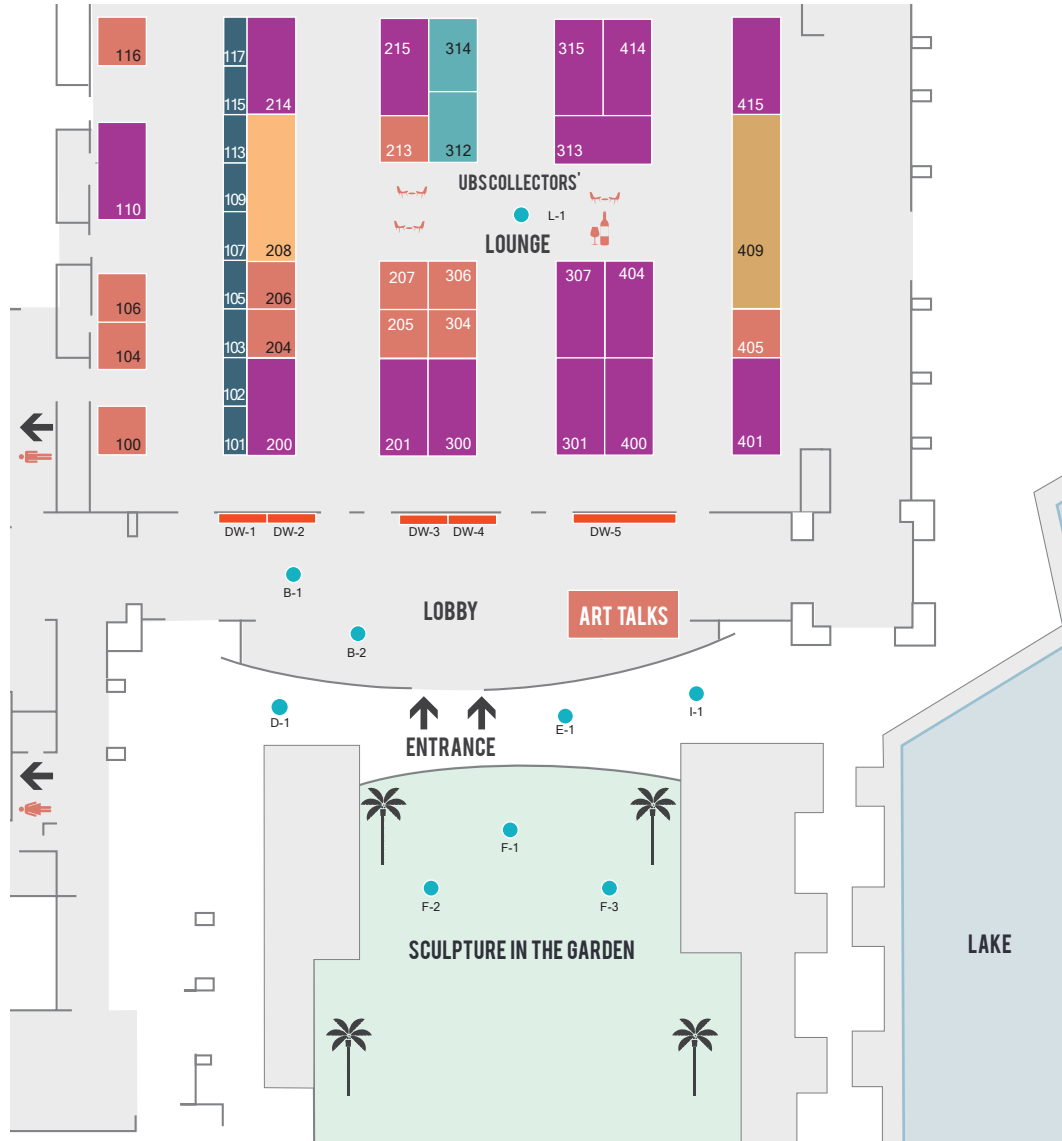 116
117
214
215
314
315
414
415
115
113
213
312
313
110
109
UBS COLLECTORS'
L-1
LOUNGE
107
208
409
106
105
206
207
306
307
404
104
103
204
205
304
405
102
100
101
200
201
300
301
400
401
DW-1
DW-2
DW-3
DW-4
DW-5
B-1
LOBBY
ART TALKS
B-2
D-1
E-1
I-1
ENTRANCE
F-1
F-2
F-3
SCULPTURE IN THE GARDEN
LAKE